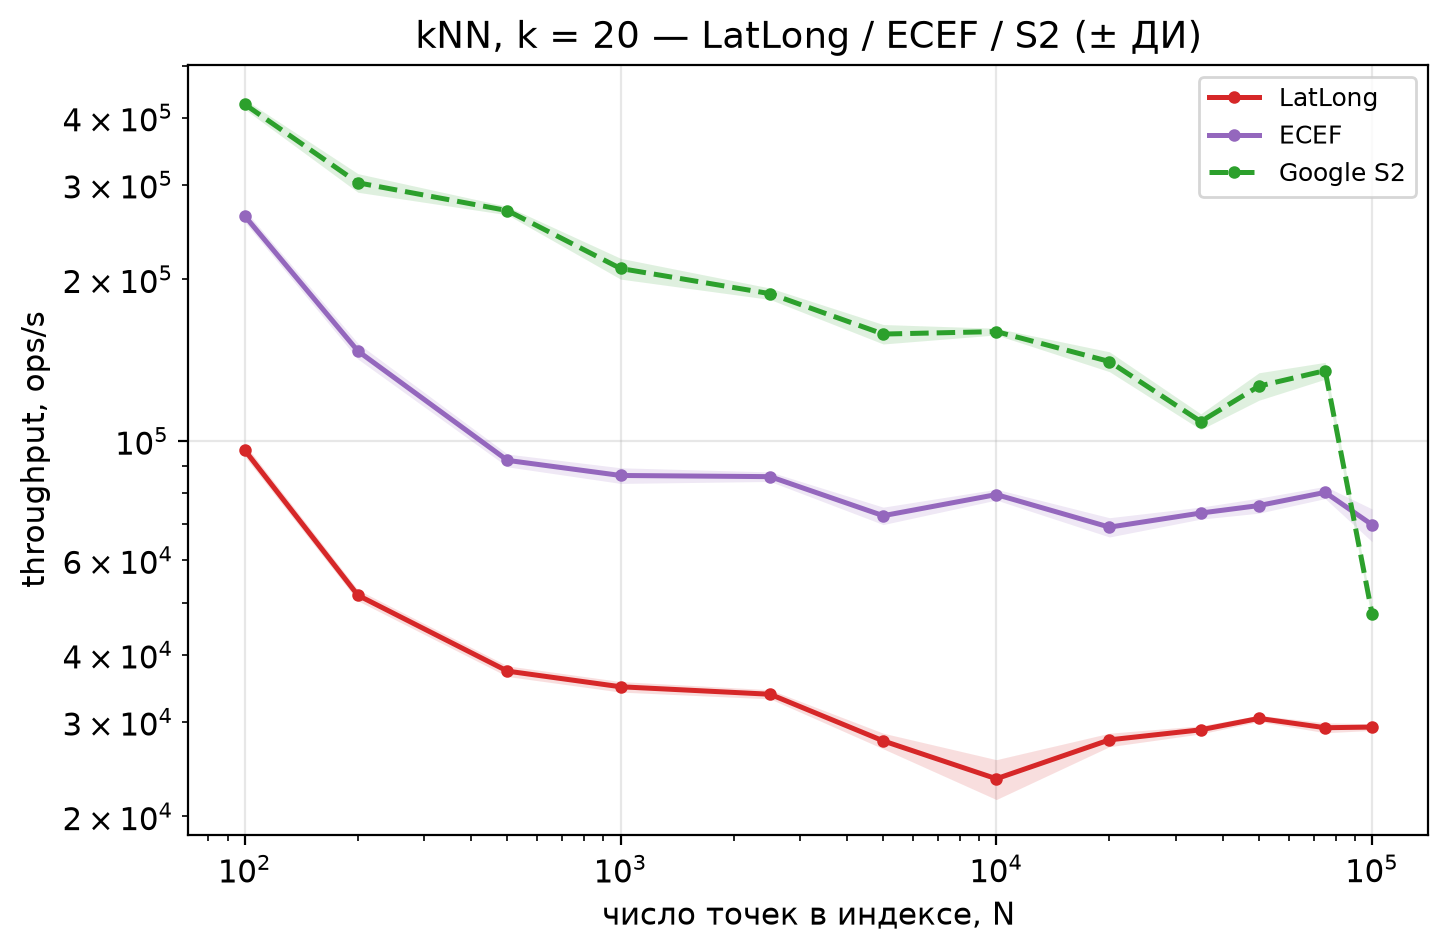 kNN, k = 20 — LatLong / ECEF / S2 (± ДИ)
LatLong
ECEF
Google S2
throughput, ops/s
4 × 10⁵
3 × 10⁵
2 × 10⁵
10⁵
6 × 10⁴
4 × 10⁴
3 × 10⁴
2 × 10⁴
10² 10³ 10⁴ 10⁵
число точек в индексе, N